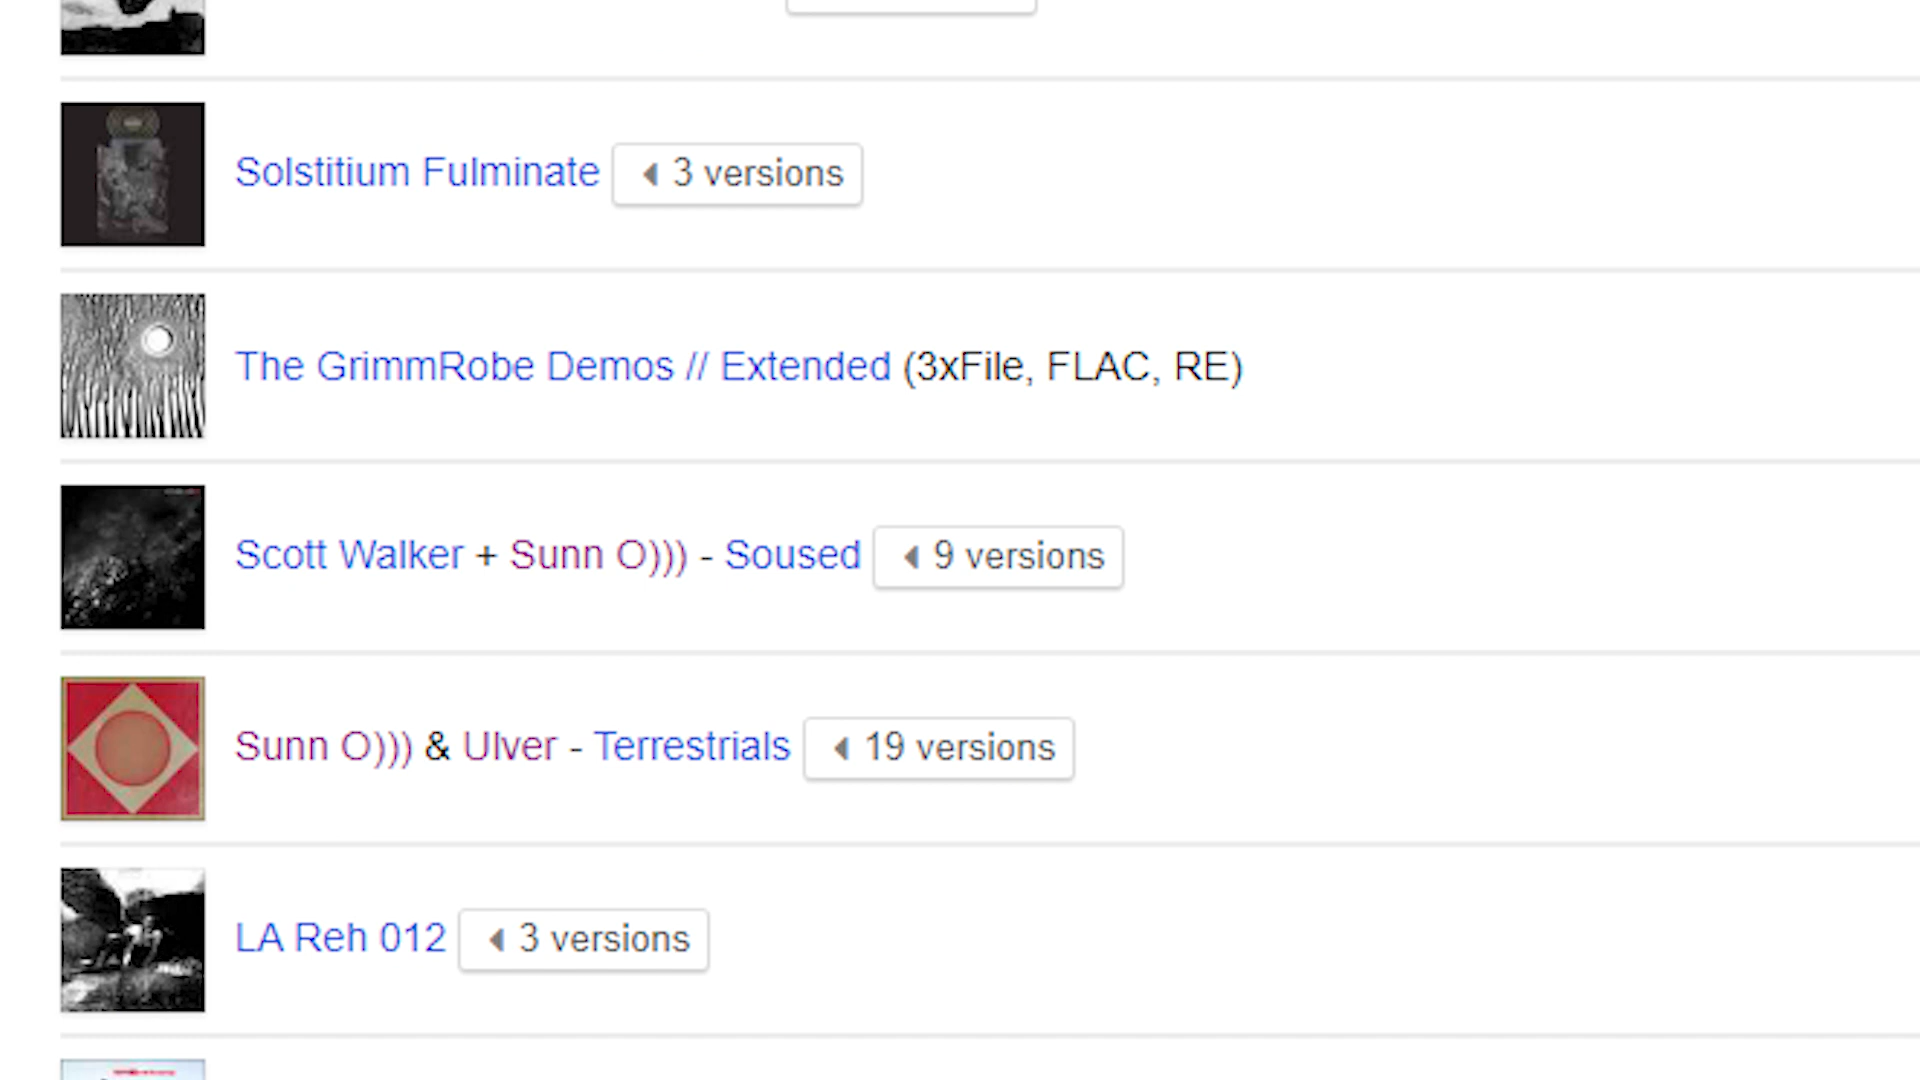 Solstitium Fulminate 3 versions
The GrimmRobe Demos // Extended (3xFile, FLAC, RE)
Scott Walker + Sunn O))) - Soused 9 versions
Sunn O))) & Ulver - Terrestrials 19 versions
LA Reh 012 3 versions